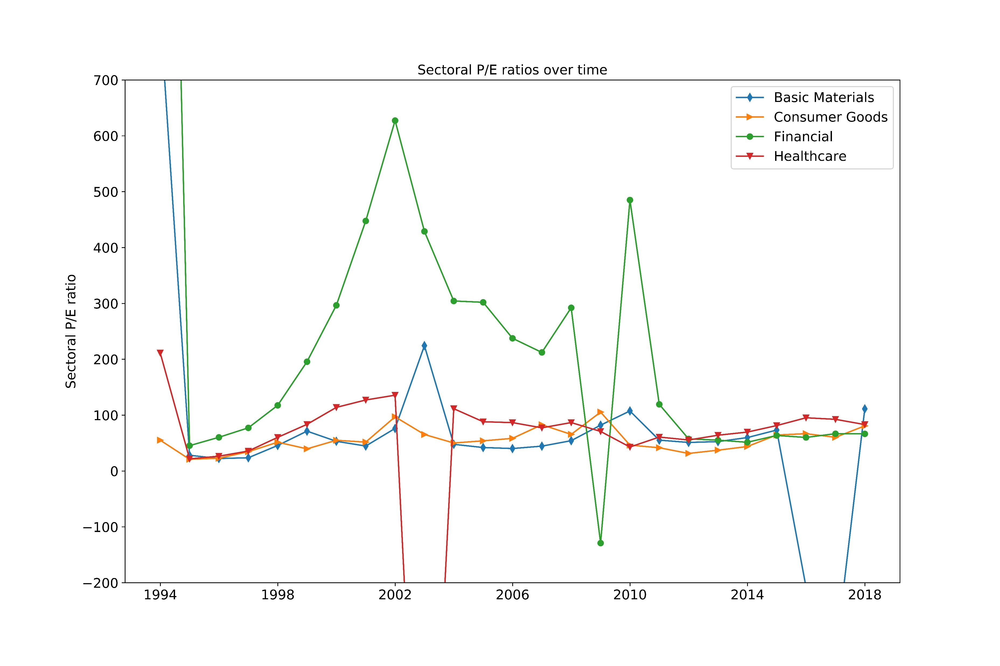 Sectoral P/E ratios over time
Sectoral P/E ratio
700
600
500
400
300
200
100
0
−100
−200
1994 1998 2002 2006 2010 2014 2018
Basic Materials
Consumer Goods
Financial
Healthcare